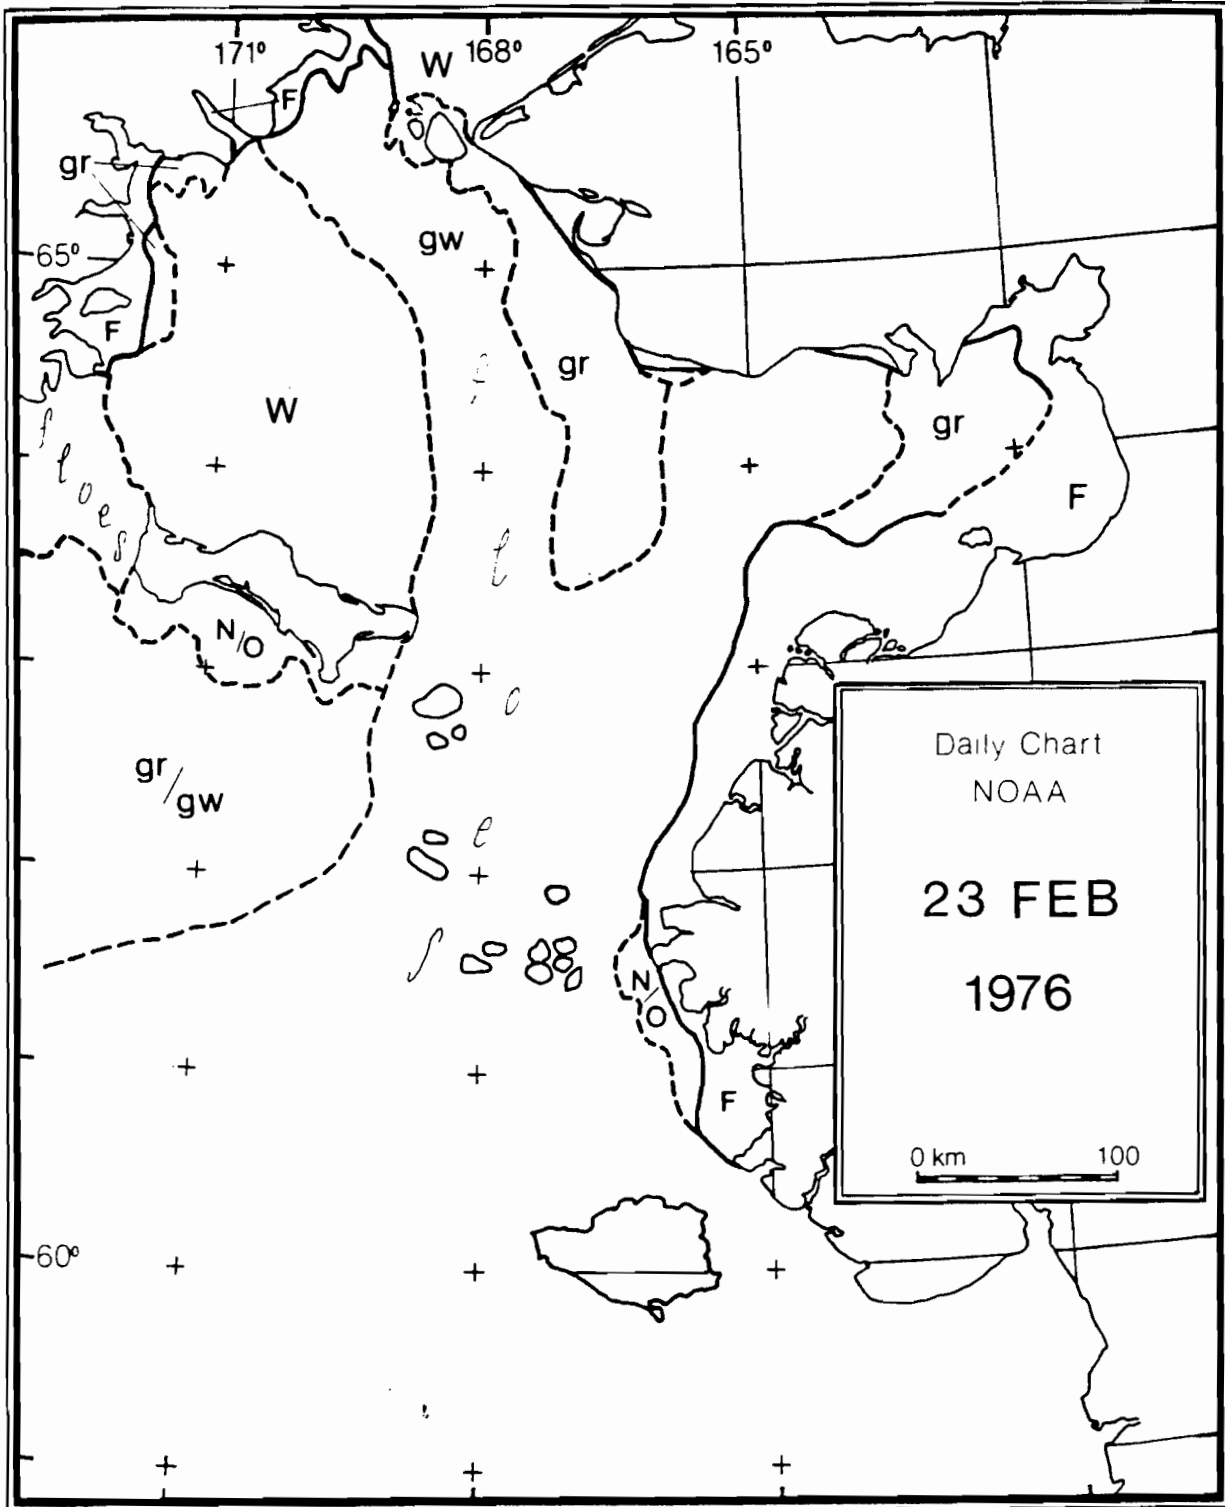 171°
168°
165°
W
F
gr
gw
65°
F
gr
W
gr
F
floes
floes
N/O
gr/gw
N/O
F
60°
Daily Chart
NOAA
23 FEB
1976
0 km 100